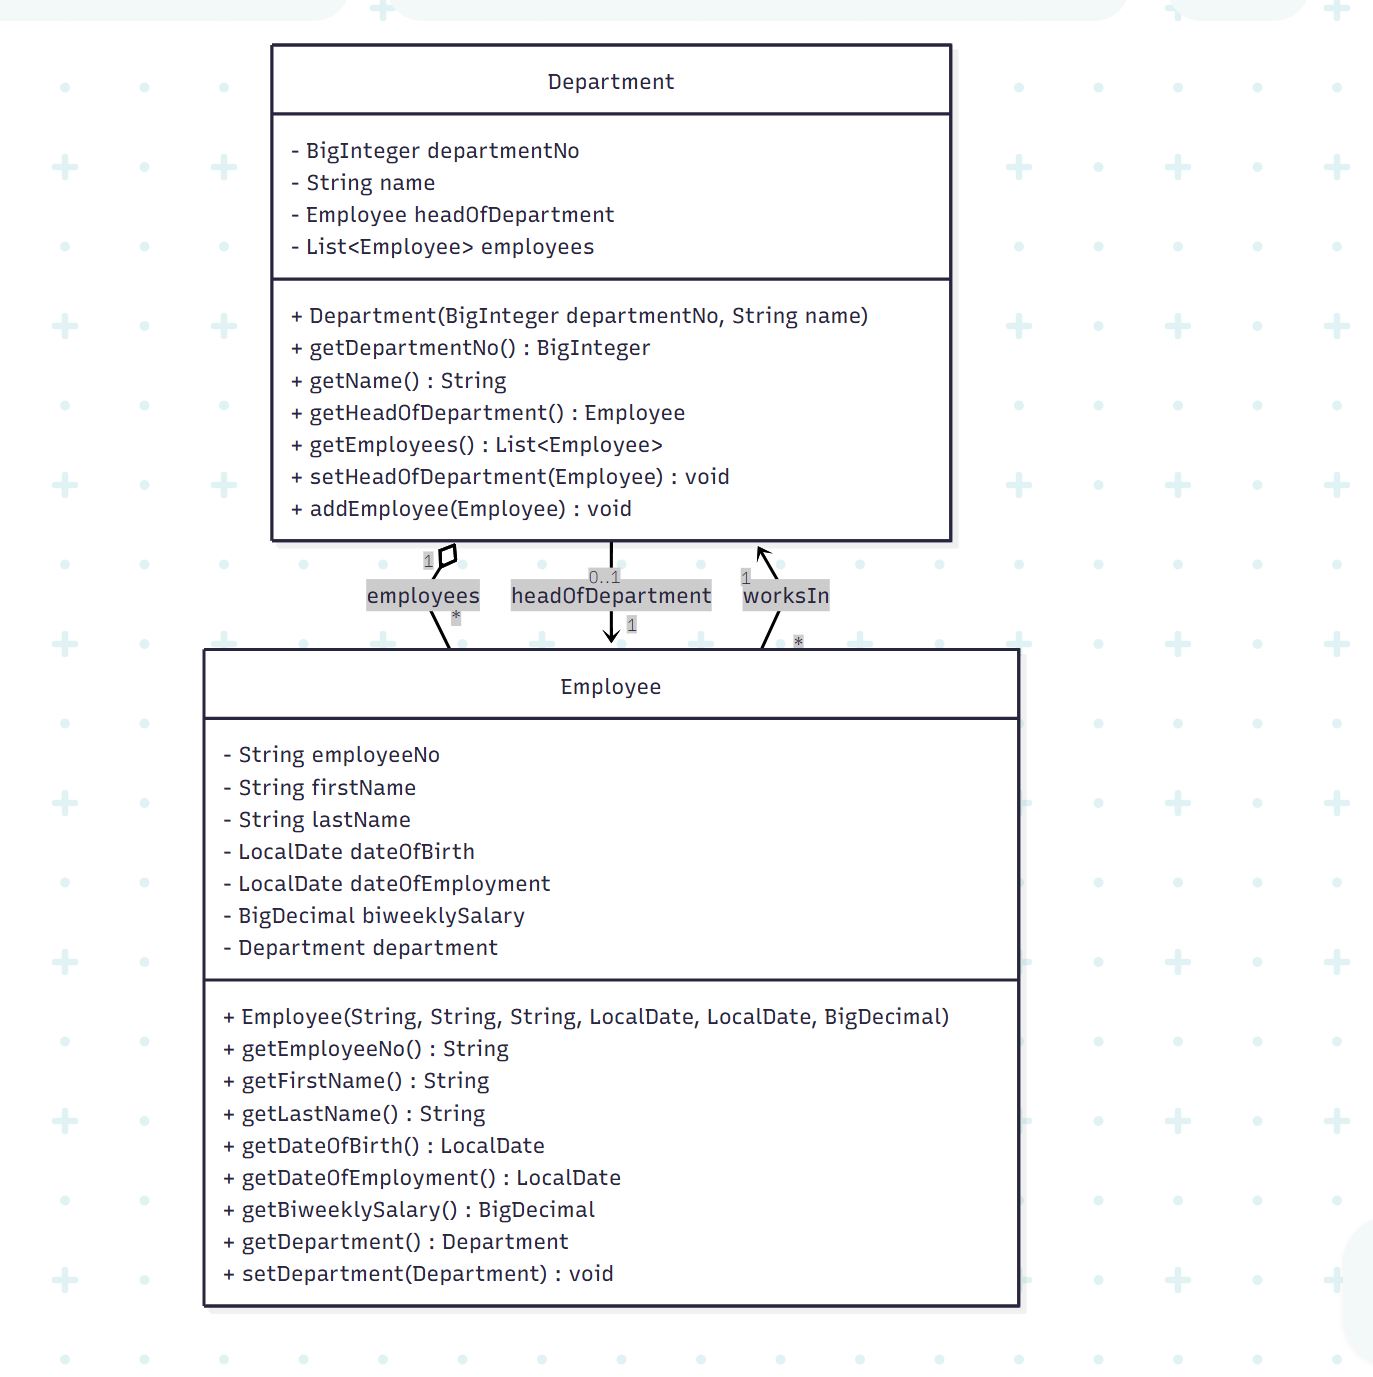 Department
- BigInteger departmentNo
- String name
- Employee headOfDepartment
- List<Employee> employees
+ Department(BigInteger departmentNo, String name)
+ getDepartmentNo() : BigInteger
+ getName() : String
+ getHeadOfDepartment() : Employee
+ getEmployees() : List<Employee>
+ setHeadOfDepartment(Employee) : void
+ addEmployee(Employee) : void
1
employees
*
0..1
headOfDepartment
1
1
worksIn
*
Employee
- String employeeNo
- String firstName
- String lastName
- LocalDate dateOfBirth
- LocalDate dateOfEmployment
- BigDecimal biweeklySalary
- Department department
+ Employee(String, String, String, LocalDate, LocalDate, BigDecimal)
+ getEmployeeNo() : String
+ getFirstName() : String
+ getLastName() : String
+ getDateOfBirth() : LocalDate
+ getDateOfEmployment() : LocalDate
+ getBiweeklySalary() : BigDecimal
+ getDepartment() : Department
+ setDepartment(Department) : void